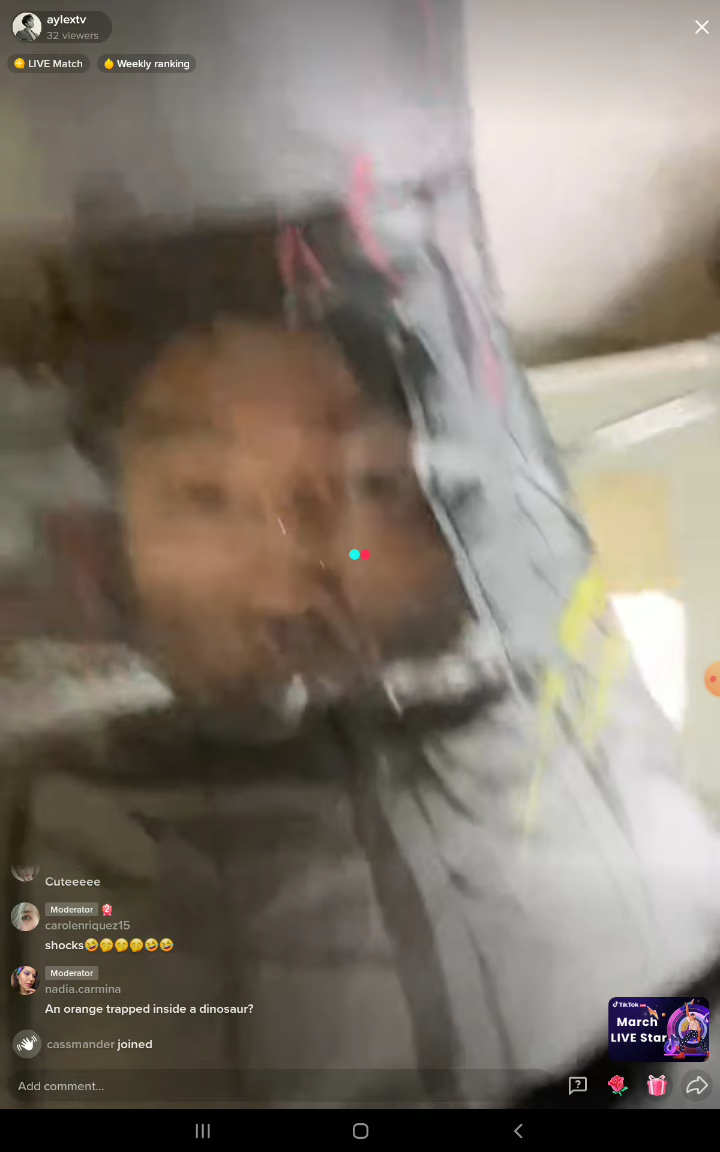 aylextv
32 viewers
LIVE Match
Weekly ranking
Cuteeeee
Moderator
carolenriquez15
shocks🤣🤭🤭🤭🤣🤣
Moderator
nadia.carmina
An orange trapped inside a dinosaur?
cassmander joined
TikTok
March
LIVE Star
Add comment...